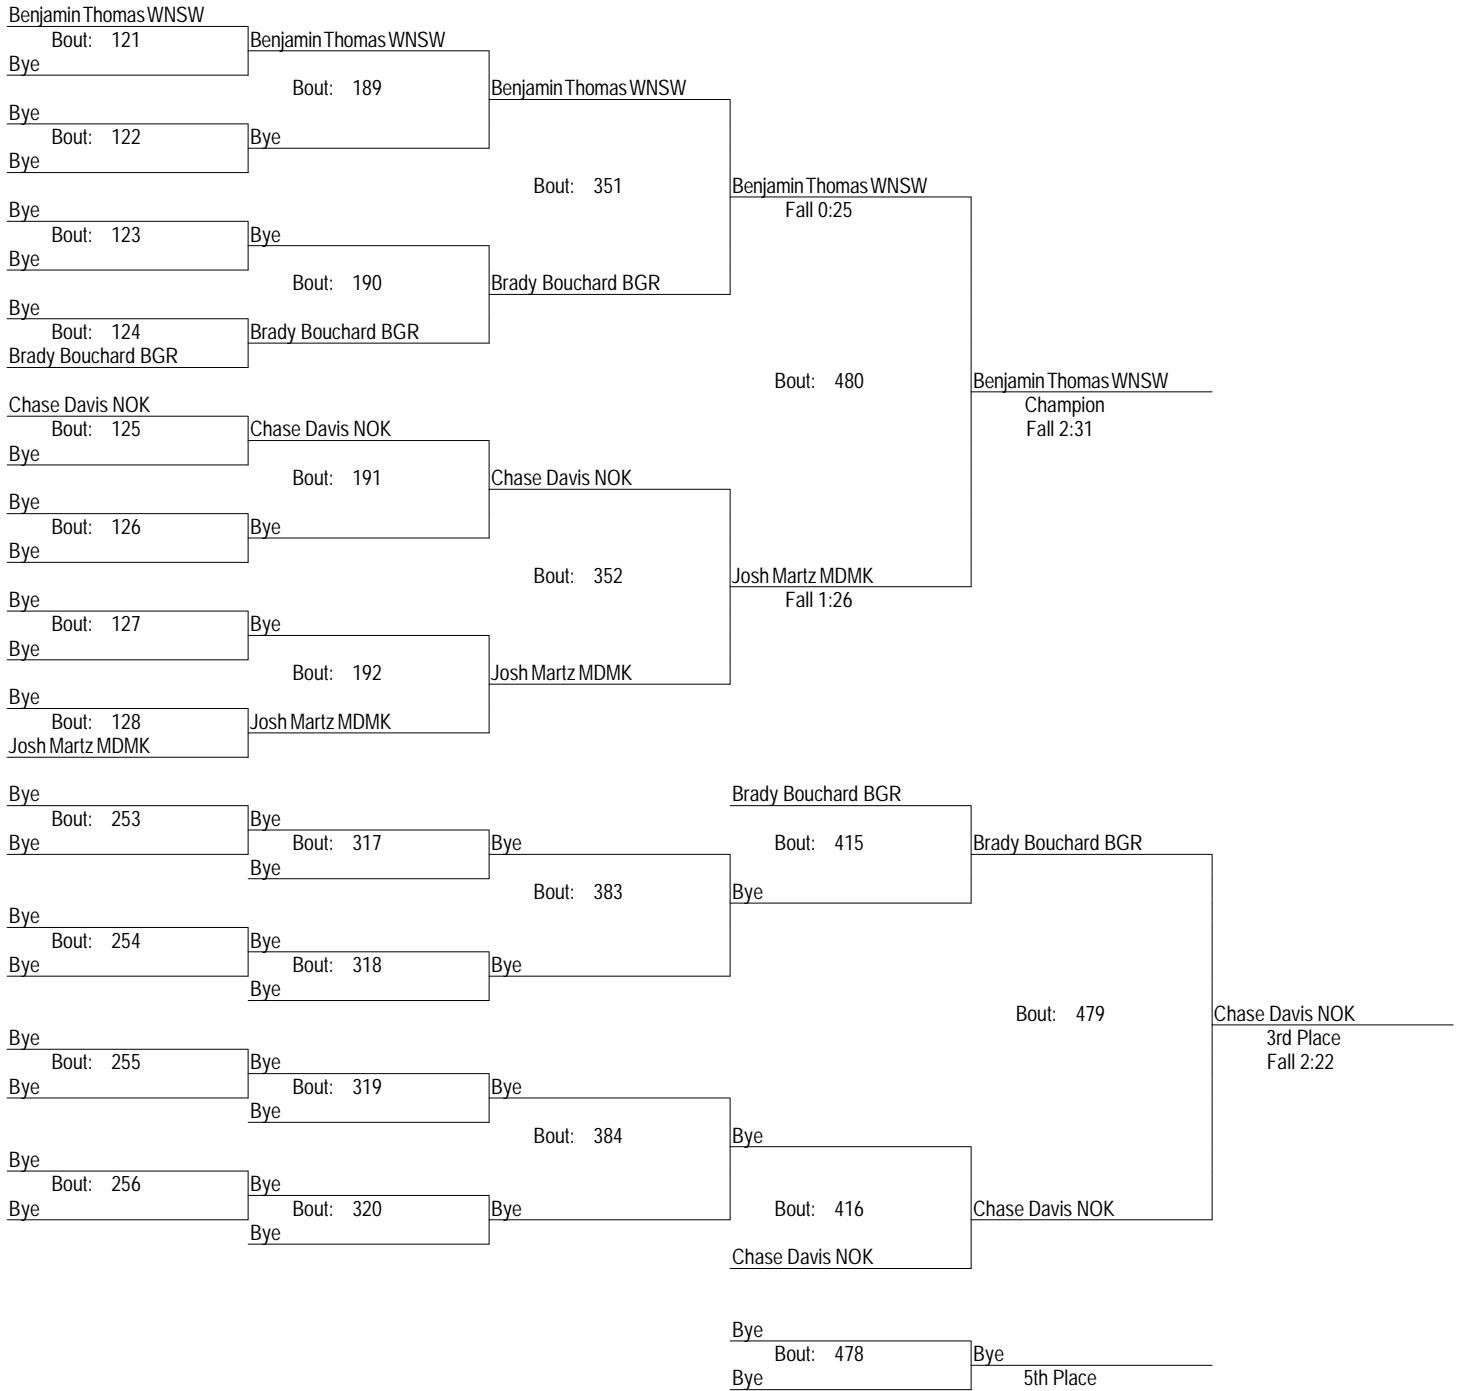 Benjamin Thomas WNSW
Bout: 121
Benjamin Thomas WNSW
Bye
Bout: 189
Benjamin Thomas WNSW
Bye
Bout: 122
Bye
Bye
Bout: 351
Benjamin Thomas WNSW
Fall 0:25
Bye
Bout: 123
Bye
Bye
Bout: 190
Brady Bouchard BGR
Bye
Bout: 124
Brady Bouchard BGR
Brady Bouchard BGR
Bout: 480
Benjamin Thomas WNSW
Champion
Fall 2:31
Chase Davis NOK
Bout: 125
Chase Davis NOK
Bye
Bout: 191
Chase Davis NOK
Bye
Bout: 126
Bye
Bye
Bout: 352
Josh Martz MDMK
Fall 1:26
Bye
Bout: 127
Bye
Bye
Bout: 192
Josh Martz MDMK
Bye
Bout: 128
Josh Martz MDMK
Josh Martz MDMK
Bye
Brady Bouchard BGR
Bout: 253
Bye
Bye
Bout: 317
Bye
Bout: 415
Brady Bouchard BGR
Bye
Bout: 383
Bye
Bye
Bout: 254
Bye
Bye
Bout: 318
Bye
Bye
Bout: 479
Chase Davis NOK
3rd Place
Fall 2:22
Bye
Bout: 255
Bye
Bye
Bout: 319
Bye
Bye
Bout: 384
Bye
Bye
Bout: 256
Bye
Bye
Bout: 320
Bye
Bout: 416
Chase Davis NOK
Bye
Chase Davis NOK
Bye
Bout: 478
Bye
Bye
5th Place